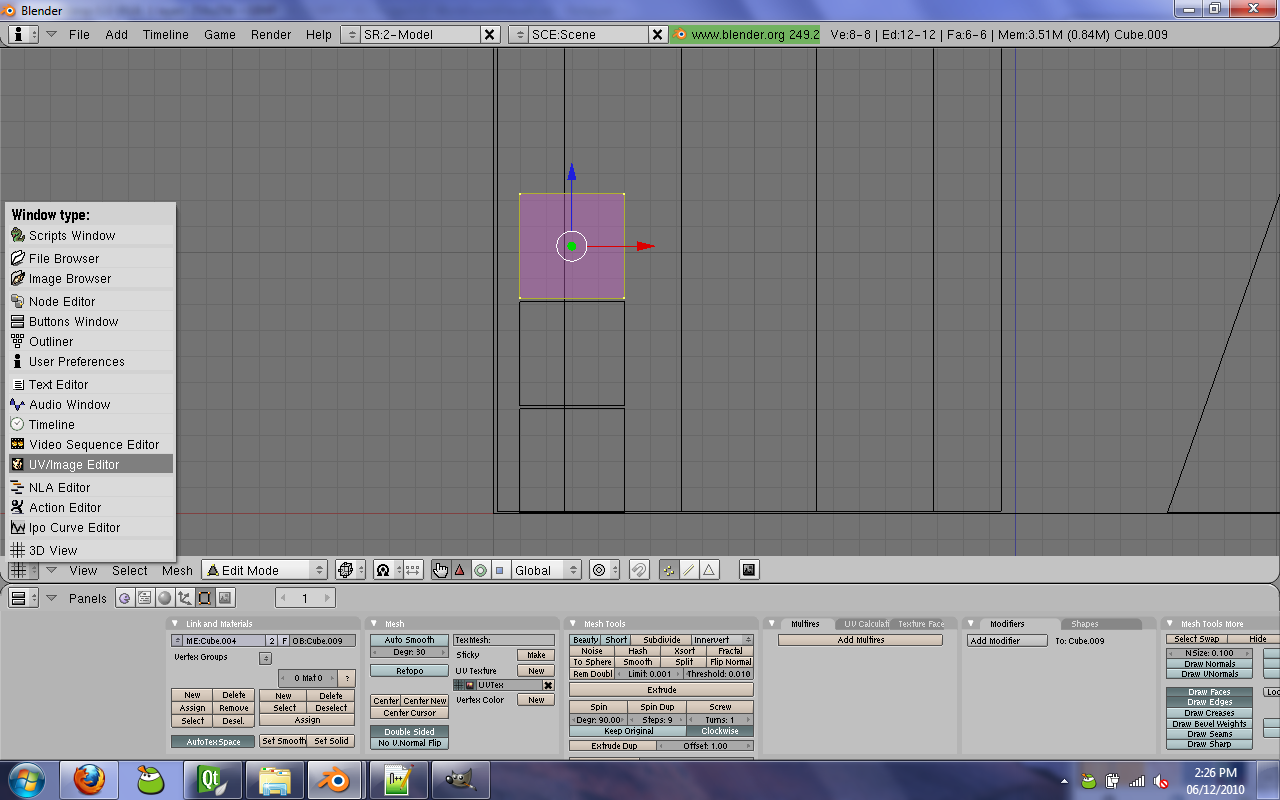 Blender
File Add Timeline Game Render Help SR:2-Model SCE:Scene www.blender.org 249.2 Ve:8-8 | Ed:12-12 | Fa:6-6 | Mem:3.51M (0.84M) Cube.009
Window type:
Scripts Window
File Browser
Image Browser
Node Editor
Buttons Window
Outliner
User Preferences
Text Editor
Audio Window
Timeline
Video Sequence Editor
UV/Image Editor
NLA Editor
Action Editor
Ipo Curve Editor
3D View
View Select Mesh Edit Mode Global
Panels 1
Link and Materials
ME:Cube.004 2 F OB:Cube.009
Vertex Groups
0 Mat 0 ?
New Delete New Delete
Assign Remove Select Deselect
Select Desel. Assign
AutoTexSpace Set Smooth Set Solid
Mesh
Auto Smooth TexMesh:
Degr: 30 Sticky Make
Retopo UV Texture New
UVTex
Center Center New Vertex Color New
Center Cursor
Double Sided
No V.Normal Flip
Mesh Tools
Beauty Short Subdivide Innervert
Noise Hash Xsort Fractal
To Sphere Smooth Split Flip Normal
Rem Doubl Limit: 0.001 Threshold: 0.010
Extrude
Spin Spin Dup Screw
Degr: 90.00 Steps: 9 Turns: 1
Keep Original Clockwise
Extrude Dup Offset: 1.00
Multires UV Calculati Texture Face
Add Multires
Modifiers Shapes
Add Modifier To: Cube.009
Mesh Tools More
Select Swap Hide
NSize: 0.100
Draw Normals
Draw VNormals
Draw Faces Loc
Draw Edges
Draw Creases
Draw Bevel Weights
Draw Seams
Draw Sharp
Qt
2:26 PM
06/12/2010